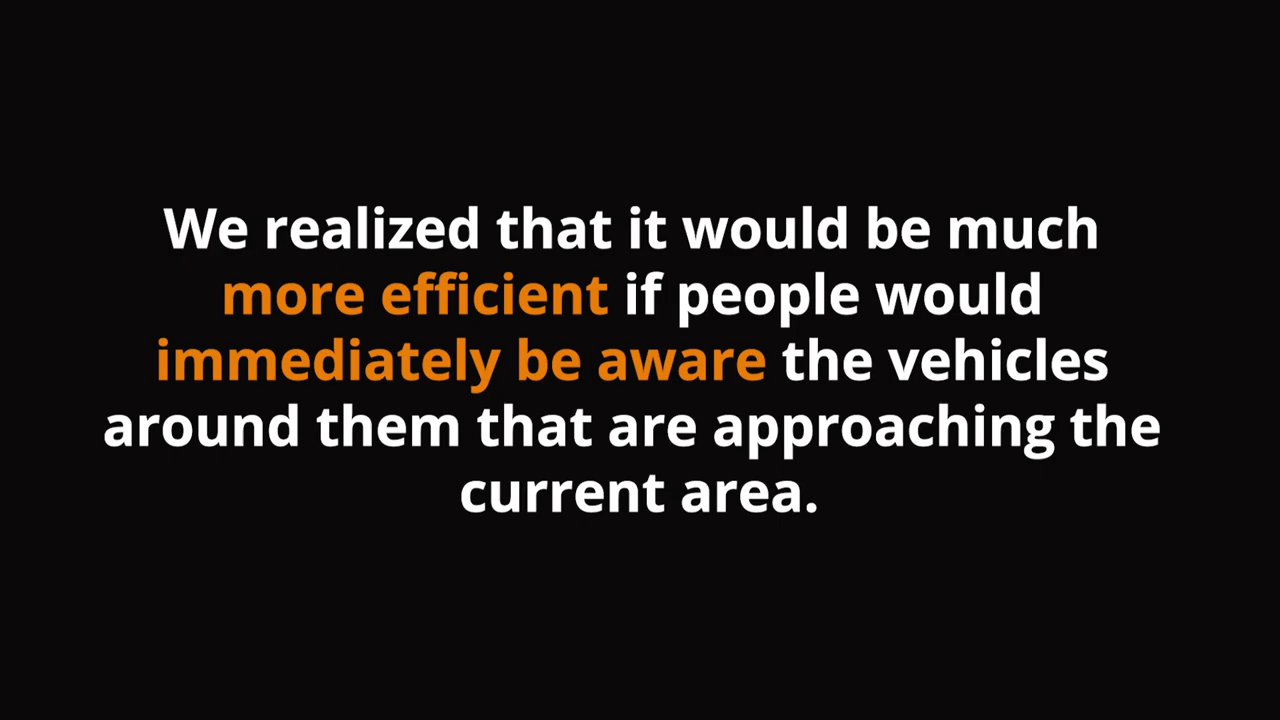 We realized that it would be much
more efficient if people would
immediately be aware the vehicles
around them that are approaching the
current area.